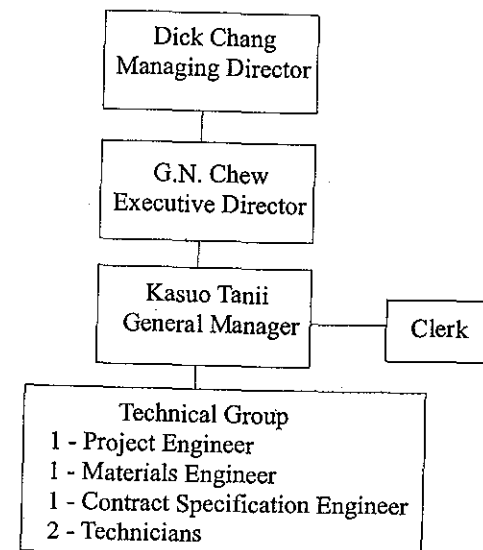 Dick Chang
Managing Director
G.N. Chew
Executive Director
Kasuo Tanii
General Manager
Clerk
Technical Group
1 - Project Engineer
1 - Materials Engineer
1 - Contract Specification Engineer
2 - Technicians